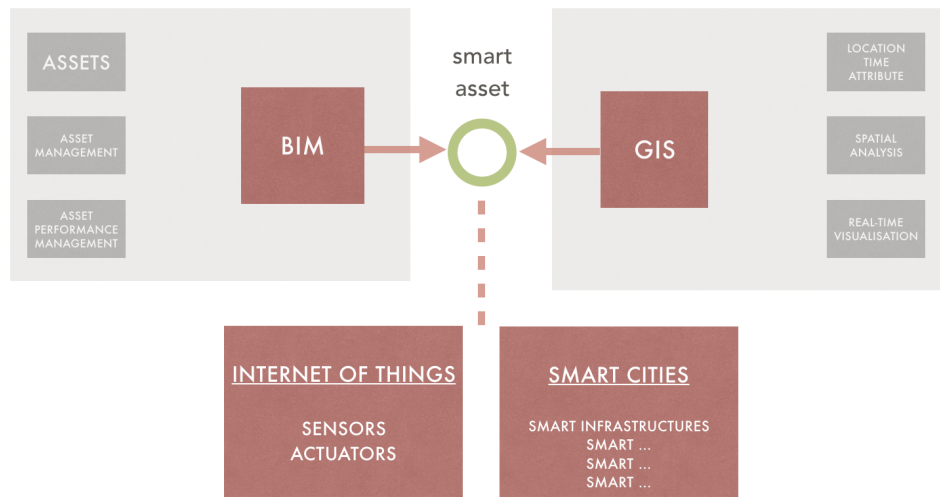 ASSETS
ASSET
MANAGEMENT
ASSET
PERFORMANCE
MANAGEMENT
BIM
smart
asset
GIS
LOCATION
TIME
ATTRIBUTE
SPATIAL
ANALYSIS
REAL-TIME
VISUALISATION
INTERNET OF THINGS
SENSORS
ACTUATORS
SMART CITIES
SMART INFRASTRUCTURES
SMART ...
SMART ...
SMART ...